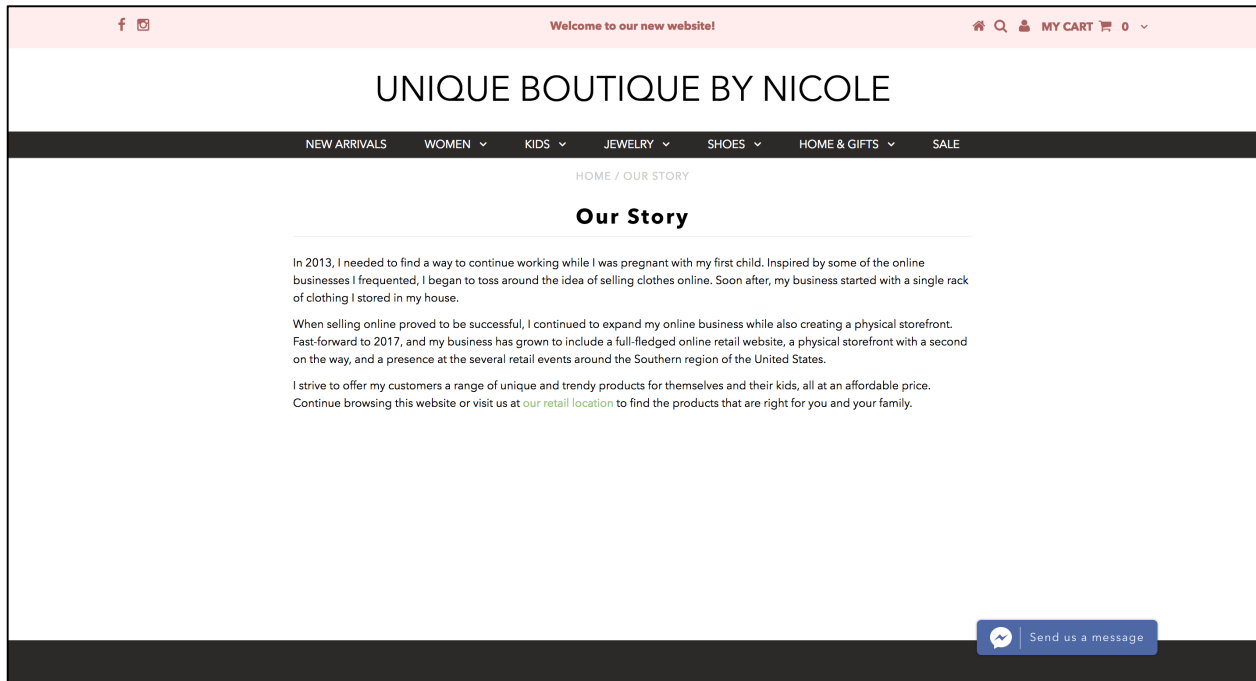 Welcome to our new website!
MY CART 0
UNIQUE BOUTIQUE BY NICOLE
NEW ARRIVALS WOMEN KIDS JEWELRY SHOES HOME & GIFTS SALE
HOME / OUR STORY
Our Story
In 2013, I needed to find a way to continue working while I was pregnant with my first child. Inspired by some of the online
businesses I frequented, I began to toss around the idea of selling clothes online. Soon after, my business started with a single rack
of clothing I stored in my house.
When selling online proved to be successful, I continued to expand my online business while also creating a physical storefront.
Fast-forward to 2017, and my business has grown to include a full-fledged online retail website, a physical storefront with a second
on the way, and a presence at the several retail events around the Southern region of the United States.
I strive to offer my customers a range of unique and trendy products for themselves and their kids, all at an affordable price.
Continue browsing this website or visit us at our retail location to find the products that are right for you and your family.
Send us a message